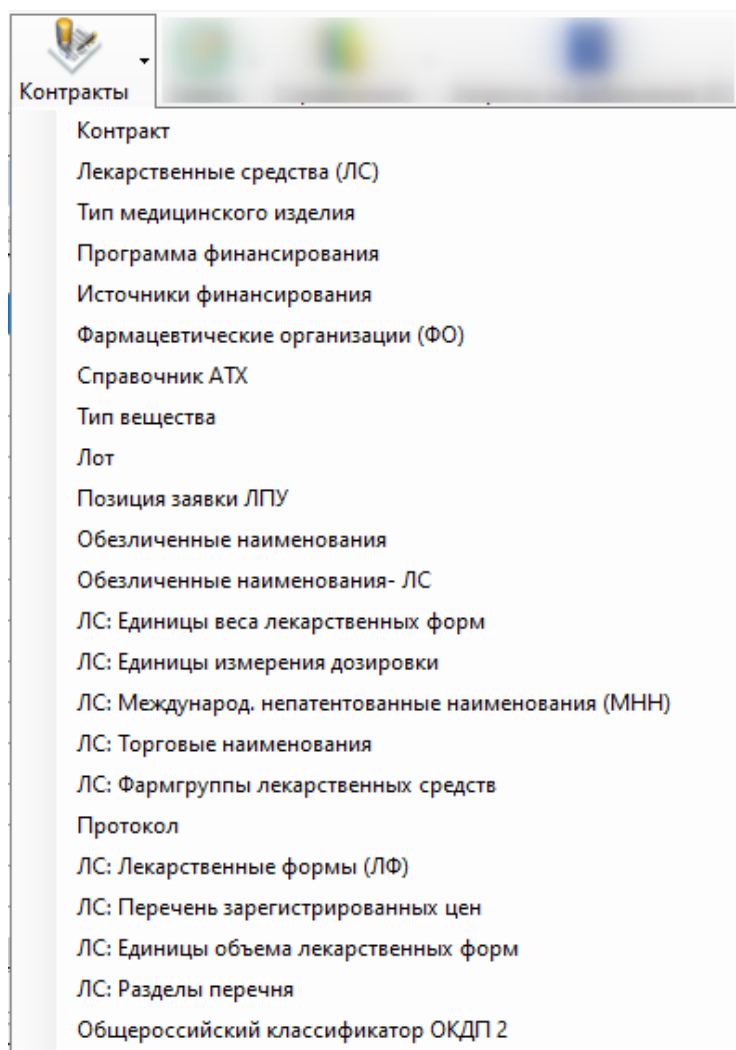 Контракты
Контракт
Лекарственные средства (ЛС)
Тип медицинского изделия
Программа финансирования
Источники финансирования
Фармацевтические организации (ФО)
Справочник АТХ
Тип вещества
Лот
Позиция заявки ЛПУ
Обезличенные наименования
Обезличенные наименования- ЛС
ЛС: Единицы веса лекарственных форм
ЛС: Единицы измерения дозировки
ЛС: Международ. непатентованные наименования (МНН)
ЛС: Торговые наименования
ЛС: Фармгруппы лекарственных средств
Протокол
ЛС: Лекарственные формы (ЛФ)
ЛС: Перечень зарегистрированных цен
ЛС: Единицы объема лекарственных форм
ЛС: Разделы перечня
Общероссийский классификатор ОКДП 2